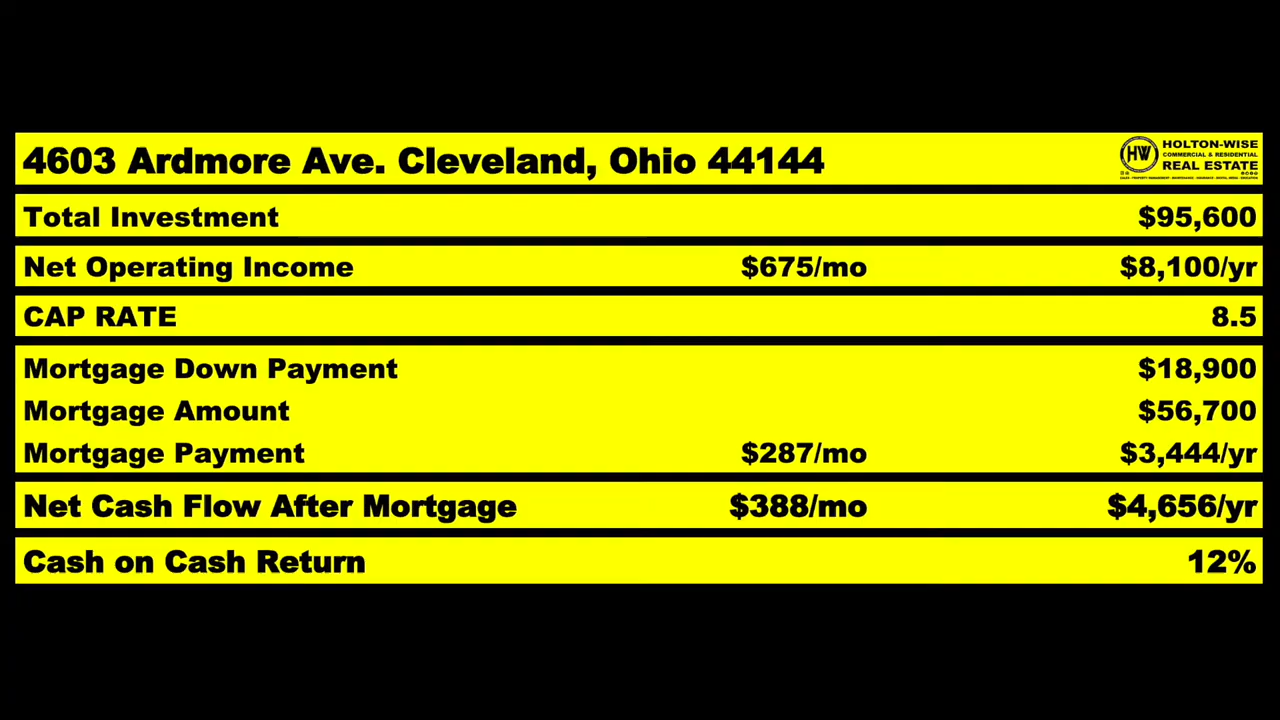 4603 Ardmore Ave. Cleveland, Ohio 44144
HW
HOLTON-WISE
COMMERCIAL & RESIDENTIAL
REAL ESTATE
Total Investment $95,600
Net Operating Income $675/mo $8,100/yr
CAP RATE 8.5
Mortgage Down Payment $18,900
Mortgage Amount $56,700
Mortgage Payment $287/mo $3,444/yr
Net Cash Flow After Mortgage $388/mo $4,656/yr
Cash on Cash Return 12%